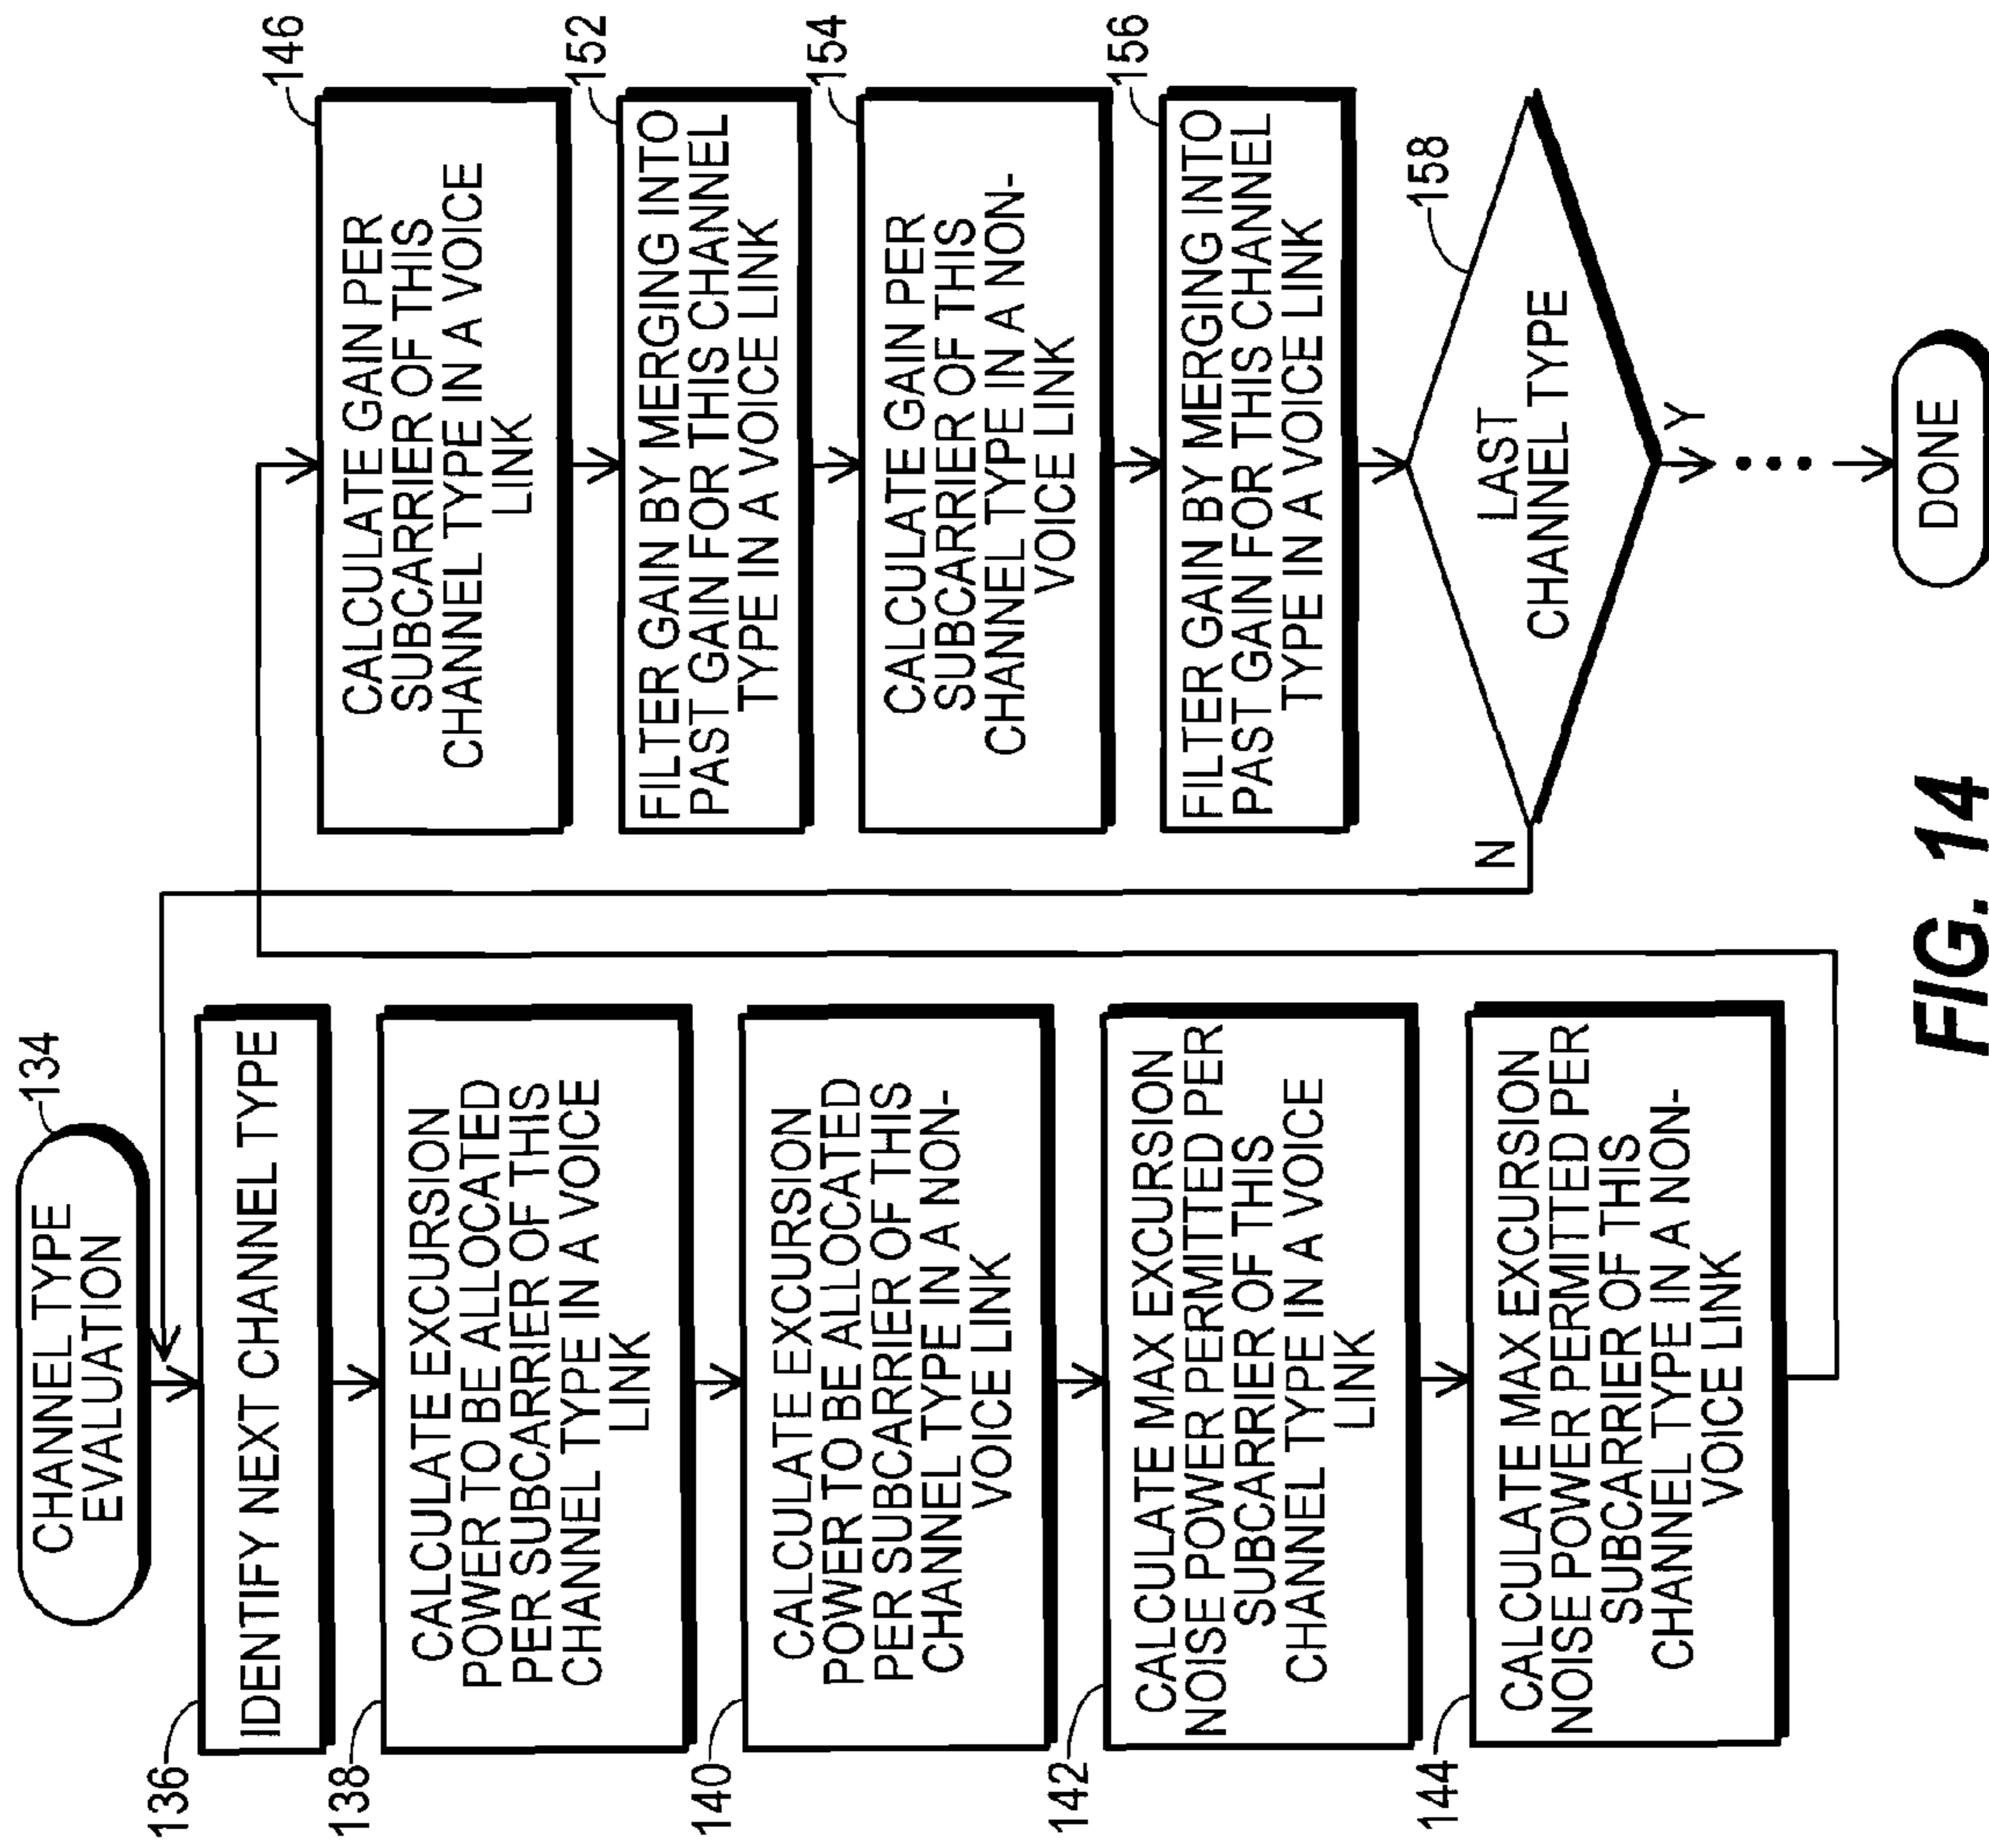 CHANNEL TYPE
EVALUATION
134
136
IDENTIFY NEXT CHANNEL TYPE
138
CALCULATE EXCURSION
POWER TO BE ALLOCATED
PER SUBCARRIER OF THIS
CHANNEL TYPE IN A VOICE
LINK
140
CALCULATE EXCURSION
POWER TO BE ALLOCATED
PER SUBCARRIER OF THIS
CHANNEL TYPE IN A NON-
VOICE LINK
142
CALCULATE MAX EXCURSION
NOISE POWER PERMITTED PER
SUBCARRIER OF THIS
CHANNEL TYPE IN A VOICE
LINK
144
CALCULATE MAX EXCURSION
NOISE POWER PERMITTED PER
SUBCARRIER OF THIS
CHANNEL TYPE IN A NON-
VOICE LINK
146
CALCULATE GAIN PER
SUBCARRIER OF THIS
CHANNEL TYPE IN A VOICE
LINK
152
FILTER GAIN BY MERGING INTO
PAST GAIN FOR THIS CHANNEL
TYPE IN A VOICE LINK
154
CALCULATE GAIN PER
SUBCARRIER OF THIS
CHANNEL TYPE IN A NON-
VOICE LINK
156
FILTER GAIN BY MERGING INTO
PAST GAIN FOR THIS CHANNEL
TYPE IN A VOICE LINK
158
LAST
CHANNEL TYPE
N
Y
DONE
FIG. 14